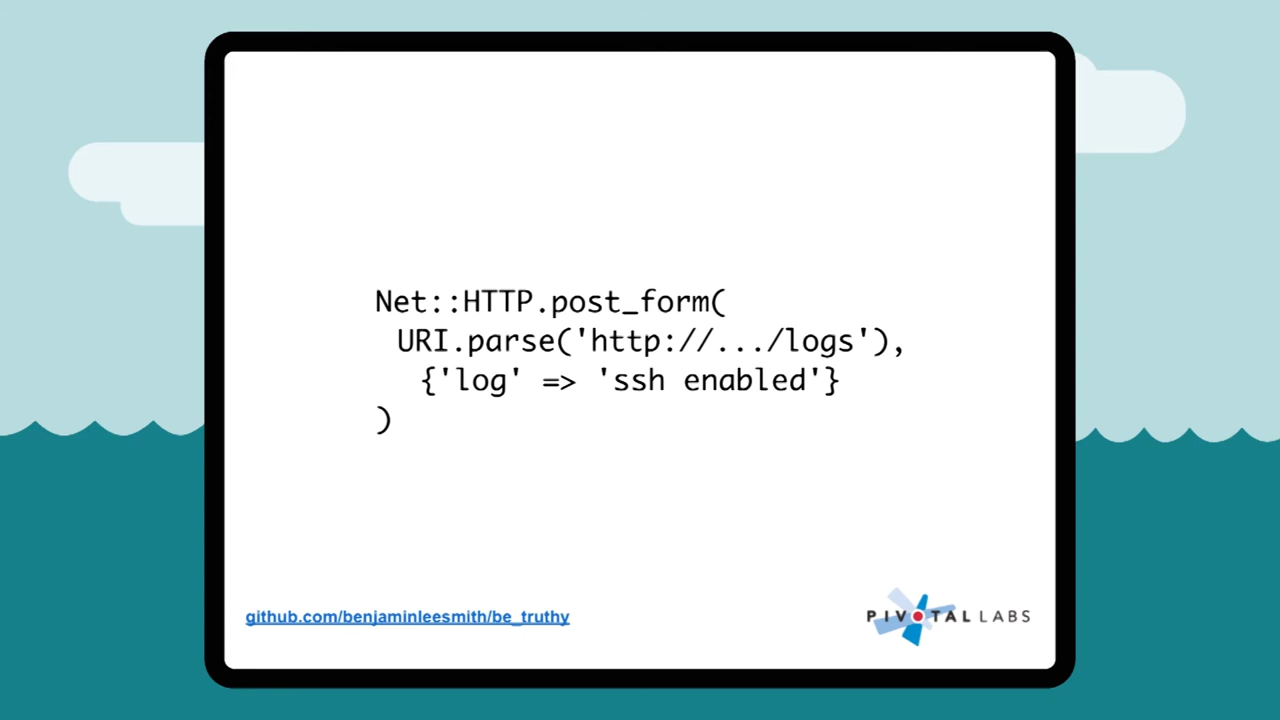 Net::HTTP.post_form(
URI.parse('http://.../logs'),
{'log' => 'ssh enabled'}
)
github.com/benjaminleesmith/be_truthy
PIVOTAL LABS